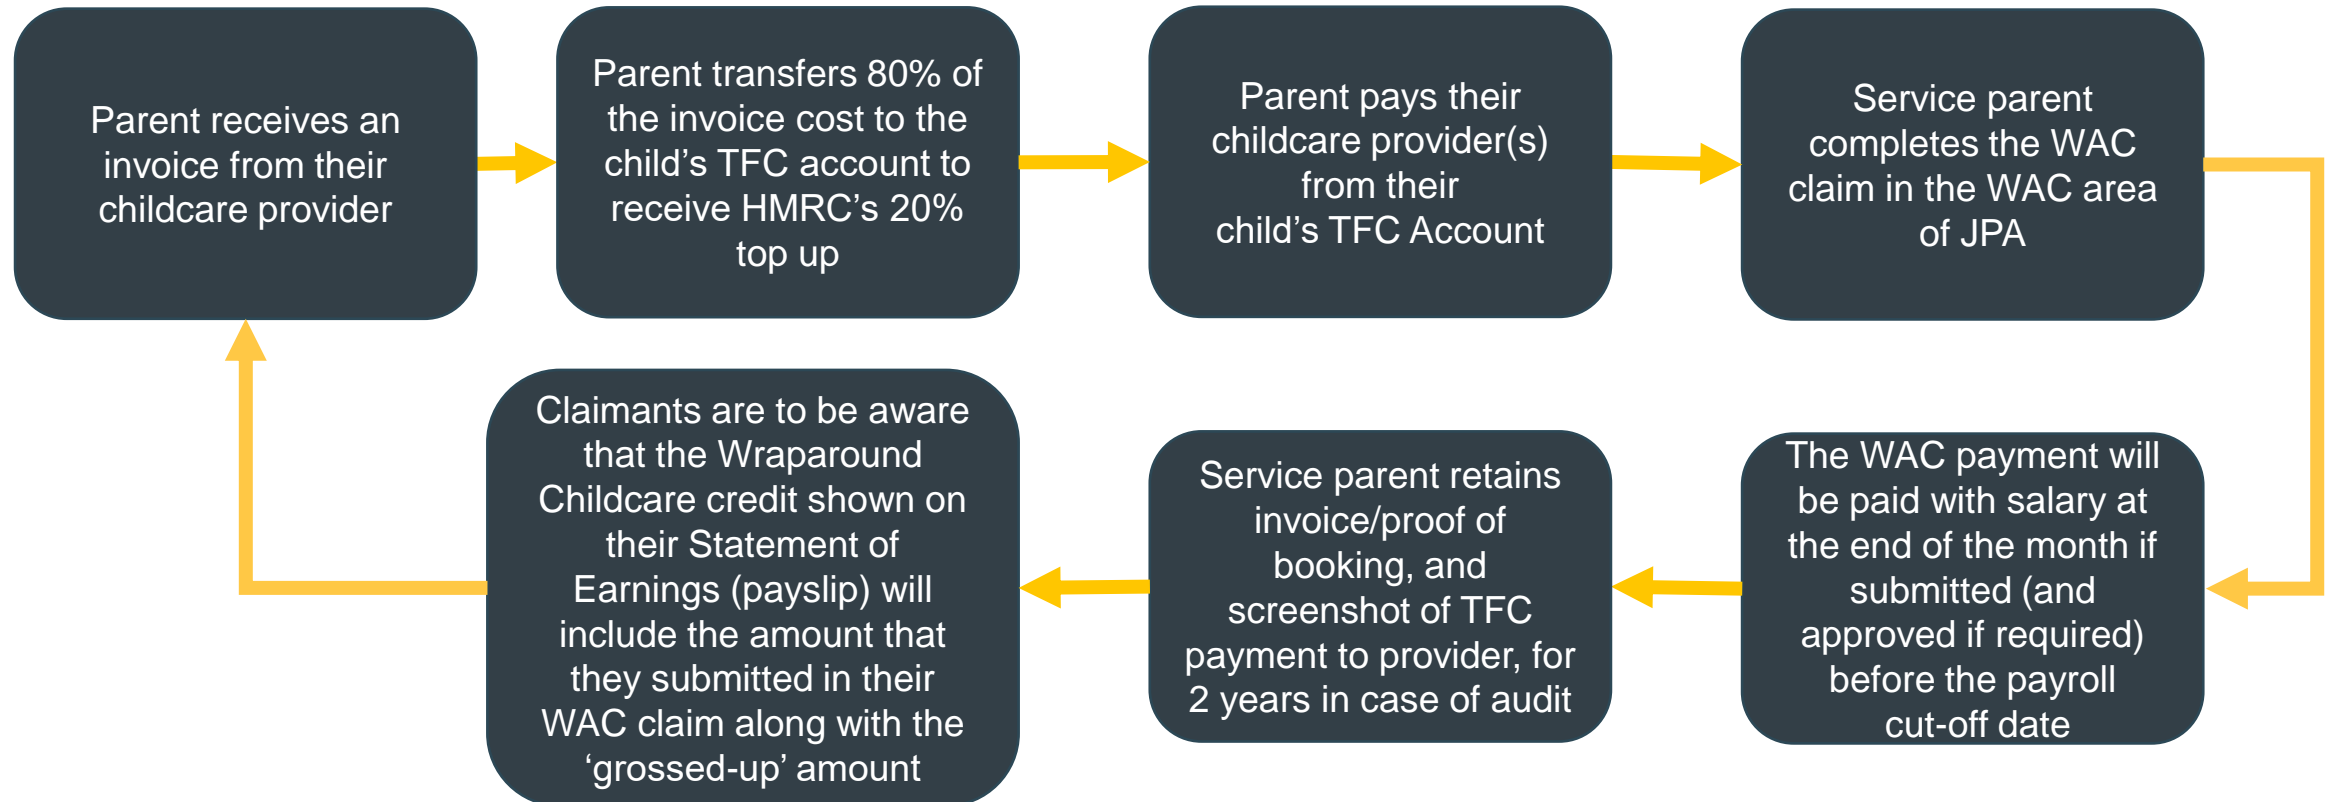 Parent receives an
invoice from their
childcare provider
Parent transfers 80% of
the invoice cost to the
child’s TFC account to
receive HMRC’s 20%
top up
Parent pays their
childcare provider(s)
from their
child’s TFC Account
Service parent
completes the WAC
claim in the WAC area
of JPA
The WAC payment will
be paid with salary at
the end of the month if
submitted (and
approved if required)
before the payroll
cut-off date
Service parent retains
invoice/proof of
booking, and
screenshot of TFC
payment to provider, for
2 years in case of audit
Claimants are to be aware
that the Wraparound
Childcare credit shown on
their Statement of
Earnings (payslip) will
include the amount that
they submitted in their
WAC claim along with the
‘grossed-up’ amount